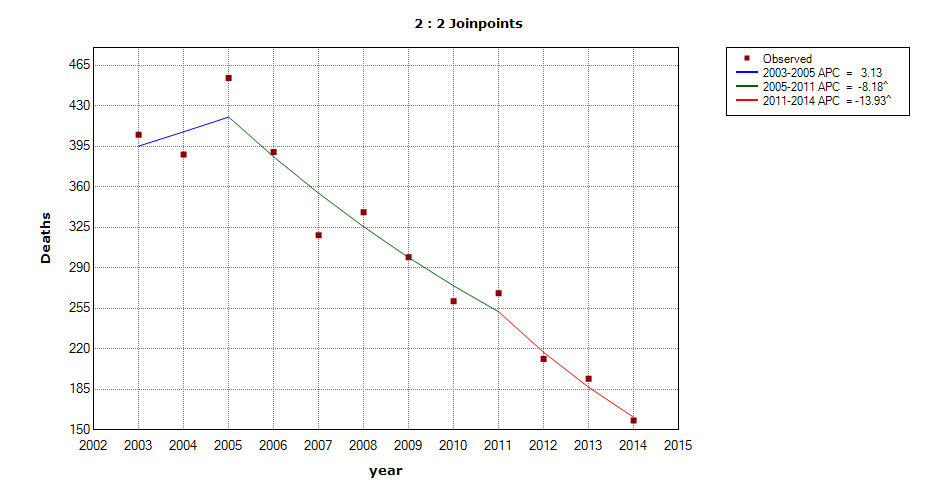 2 : 2 Joinpoints
Observed
2003-2005 APC = 3.13
2005-2011 APC = -8.18^
2011-2014 APC = -13.93^
465
430
395
360
325
290
255
220
185
150
Deaths
2002 2003 2004 2005 2006 2007 2008 2009 2010 2011 2012 2013 2014 2015
year